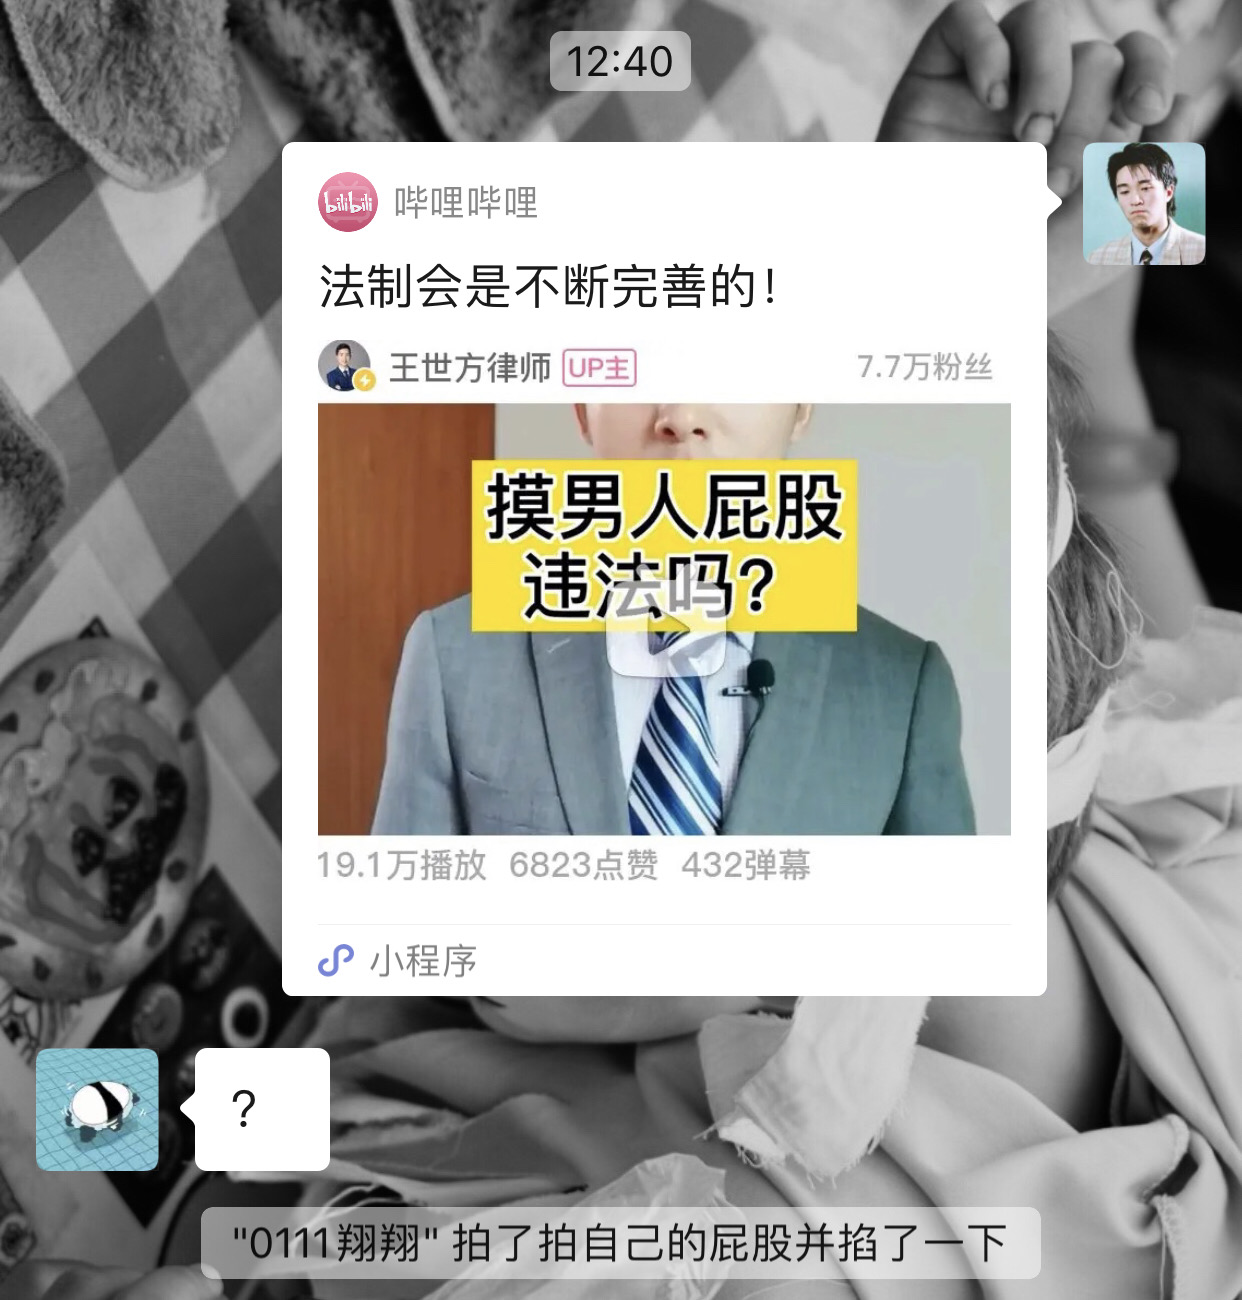 12:40
bilibili
哔哩哔哩
法制会是不断完善的！
王世方律师 UP主 7.7万粉丝
摸男人屁股
违法吗?
19.1万播放 6823点赞 432弹幕
小程序
?
"0111翔翔" 拍了拍自己的屁股并掐了一下